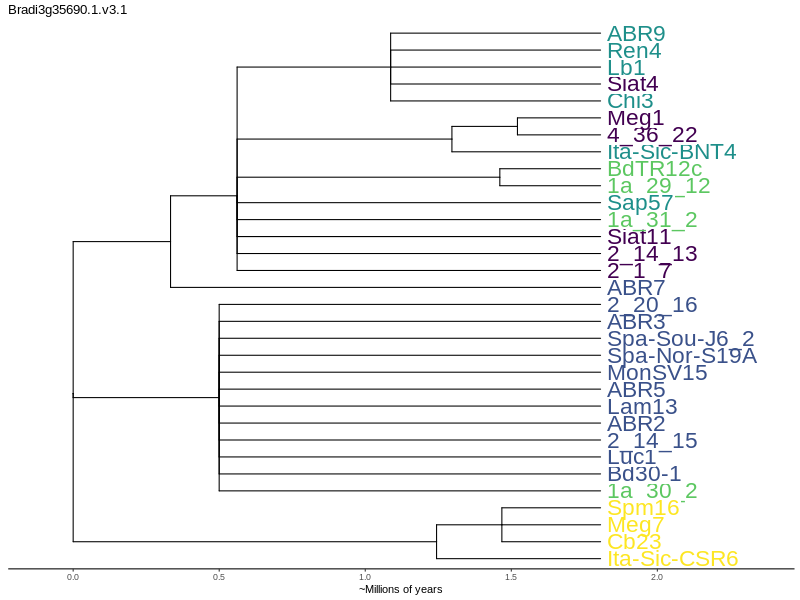 Bradi3g35690.1.v3.1
ABR9
Ren4
Lb1
Siat4
Chi3
Meg1
4_36_22
Ita-Sic-BNT4
BdTR12c
1a_29_12
Sap57
1a_31_2
Siat11
2_14_13
2_1_7
ABR7
2_20_16
ABR3
Spa-Sou-J6_2
Spa-Nor-S19A
MonSV15
ABR5
Lam13
ABR2
2_14_15
Luc1
Bd30-1
1a_30_2
Spm16
Meg7
Cb23
Ita-Sic-CSR6
0.0 0.5 1.0 1.5 2.0
~Millions of years